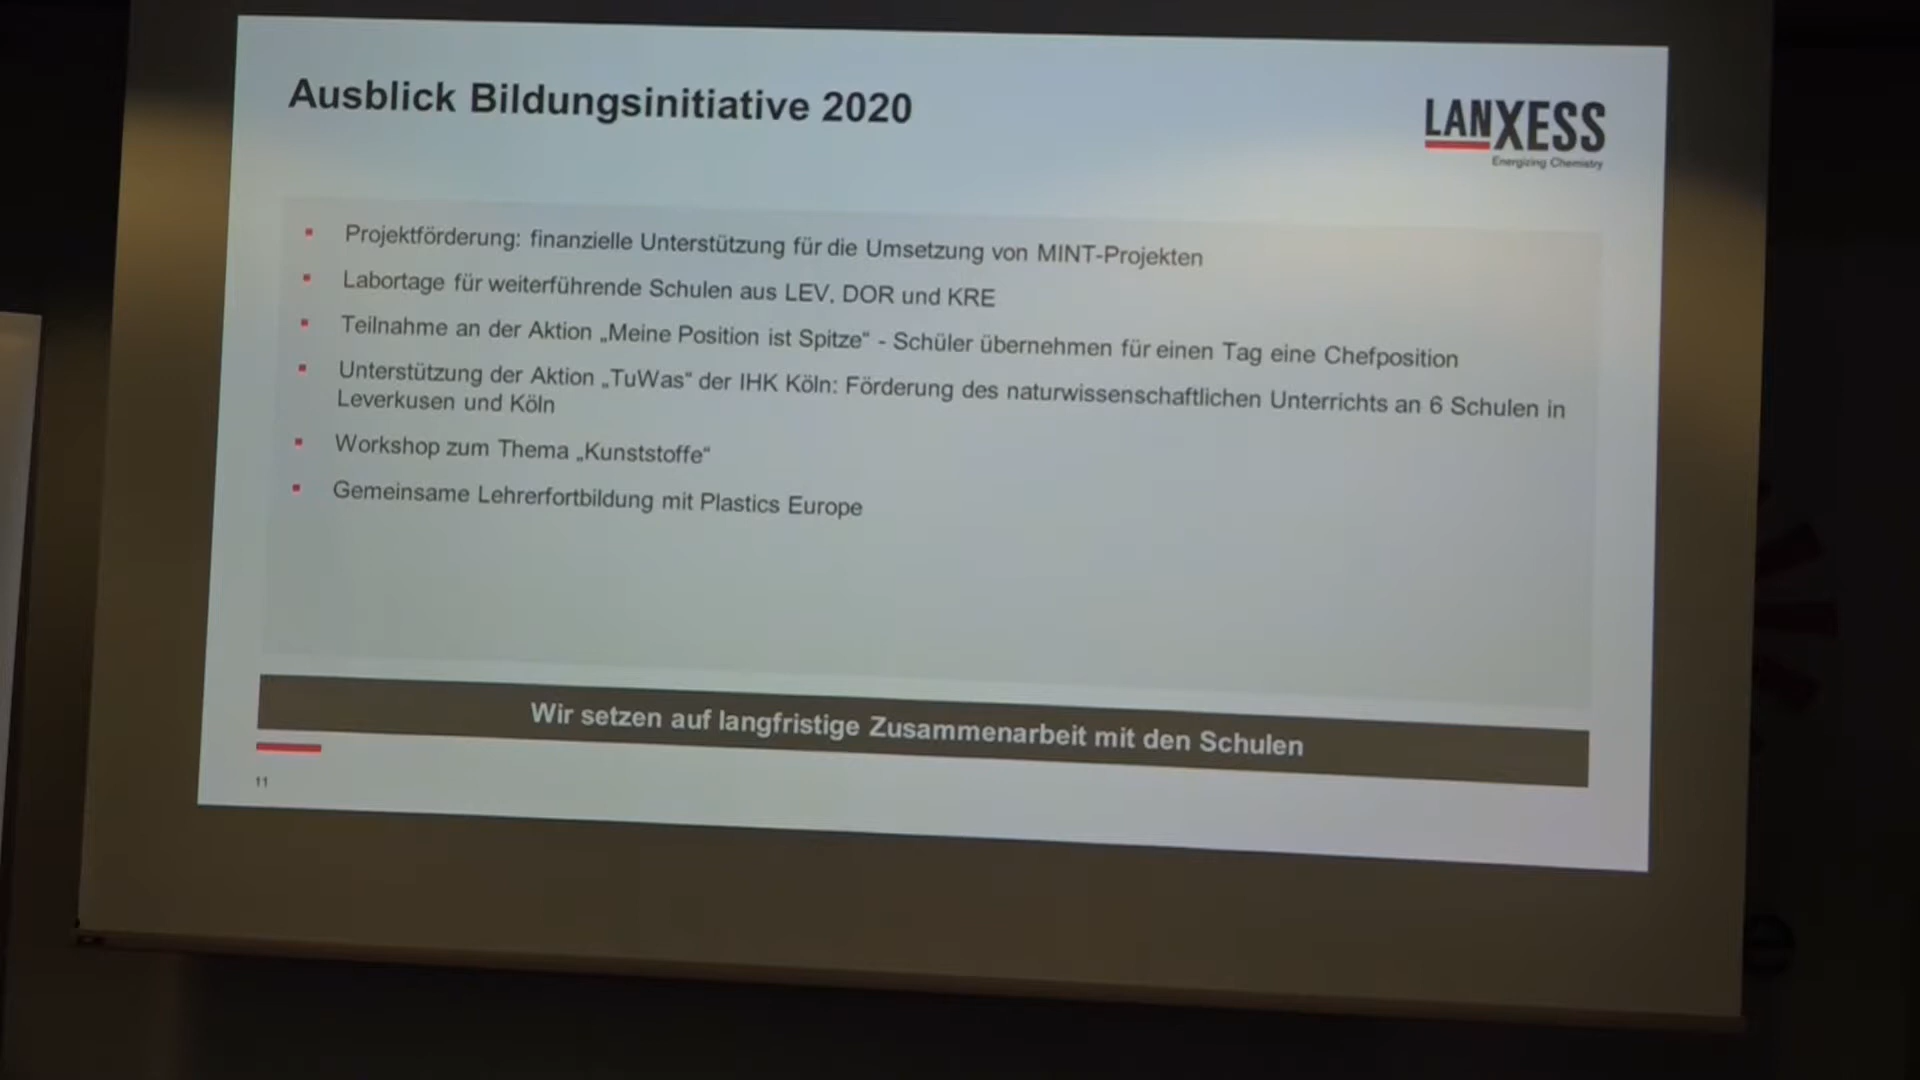 Ausblick Bildungsinitiative 2020
LANXESS
Energizing Chemistry
Projektförderung: finanzielle Unterstützung für die Umsetzung von MINT-Projekten
Labortage für weiterführende Schulen aus LEV, DOR und KRE
Teilnahme an der Aktion „Meine Position ist Spitze“ - Schüler übernehmen für einen Tag eine Chefposition
Unterstützung der Aktion „TuWas“ der IHK Köln: Förderung des naturwissenschaftlichen Unterrichts an 6 Schulen in
Leverkusen und Köln
Workshop zum Thema „Kunststoffe“
Gemeinsame Lehrerfortbildung mit Plastics Europe
Wir setzen auf langfristige Zusammenarbeit mit den Schulen
11